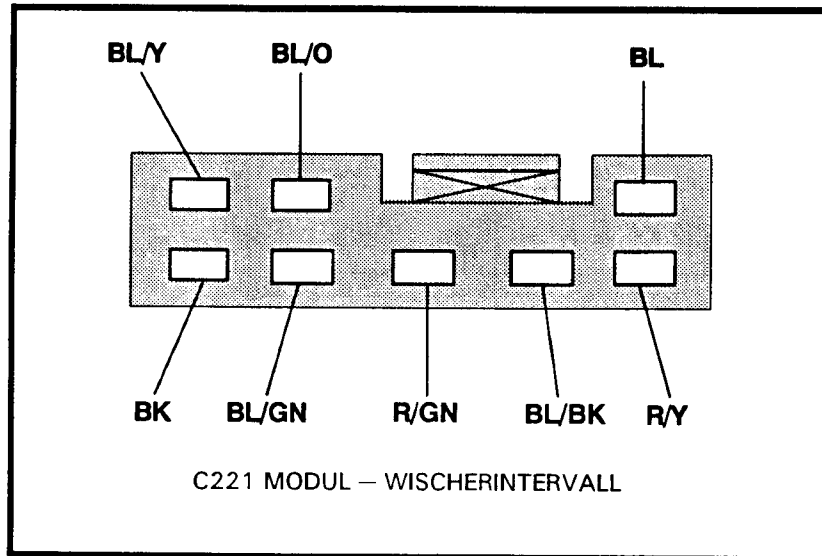 BL/Y BL/O BL
BK BL/GN R/GN BL/BK R/Y
C221 MODUL — WISCHERINTERVALL